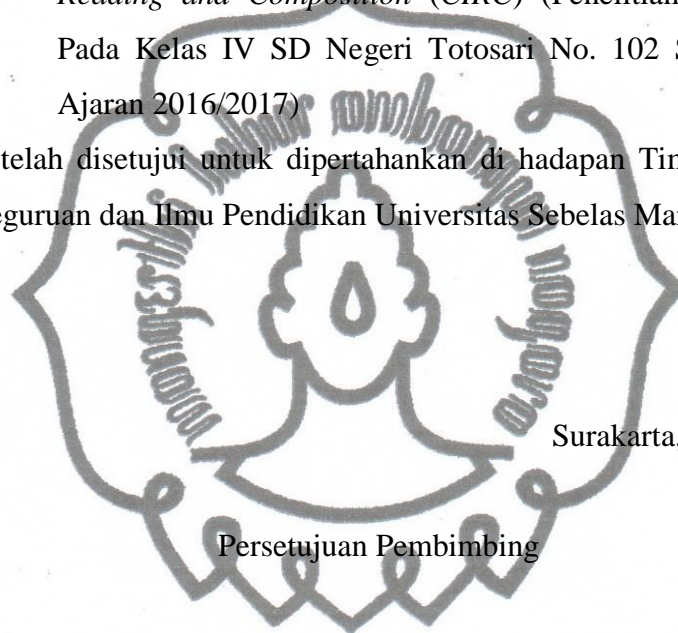 Reading and Composition (CIRC) (Penelitian
Pada Kelas IV SD Negeri Totosari No. 102 S
Ajaran 2016/2017)
telah disetujui untuk dipertahankan di hadapan Tim
eguruan dan Ilmu Pendidikan Universitas Sebelas Mar
Surakarta,
Persetujuan Pembimbing